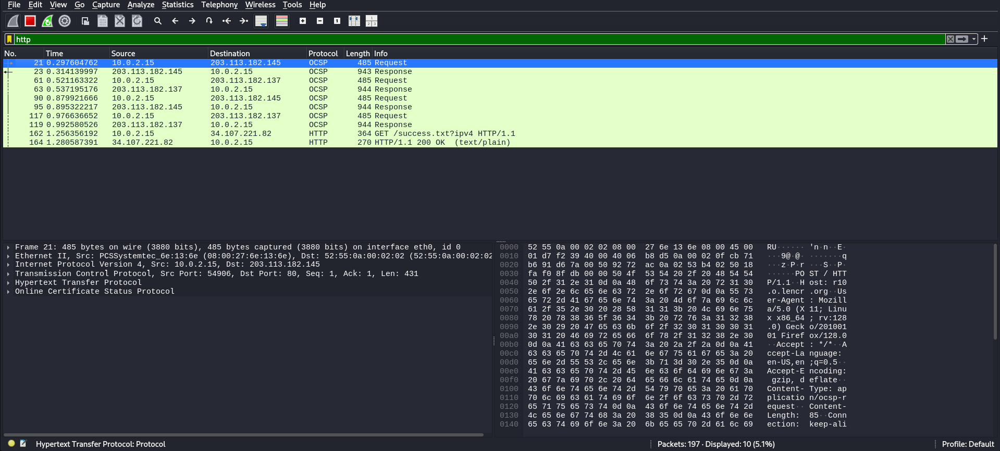 File Edit View Go Capture Analyze Statistics Telephony Wireless Tools Help
http
No. Time Source Destination Protocol Length Info
21 0.297604762 10.0.2.15 203.113.182.145 OCSP 485 Request
23 0.314139997 203.113.182.145 10.0.2.15 OCSP 943 Response
61 0.521163322 10.0.2.15 203.113.182.137 OCSP 485 Request
63 0.537195176 203.113.182.137 10.0.2.15 OCSP 944 Response
90 0.879921666 10.0.2.15 203.113.182.145 OCSP 485 Request
95 0.895322217 203.113.182.145 10.0.2.15 OCSP 944 Response
117 0.976636652 10.0.2.15 203.113.182.137 OCSP 485 Request
119 0.992580526 203.113.182.137 10.0.2.15 OCSP 944 Response
162 1.256356192 10.0.2.15 34.107.221.82 HTTP 364 GET /success.txt?ipv4 HTTP/1.1
164 1.280587391 34.107.221.82 10.0.2.15 HTTP 270 HTTP/1.1 200 OK  (text/plain)
Frame 21: 485 bytes on wire (3880 bits), 485 bytes captured (3880 bits) on interface eth0, id 0
Ethernet II, Src: PCSSystemtec_6e:13:6e (08:00:27:6e:13:6e), Dst: 52:55:0a:00:02:02 (52:55:0a:00:02:02
Internet Protocol Version 4, Src: 10.0.2.15, Dst: 203.113.182.145
Transmission Control Protocol, Src Port: 54906, Dst Port: 80, Seq: 1, Ack: 1, Len: 431
Hypertext Transfer Protocol
Online Certificate Status Protocol
0000 52 55 0a 00 02 02 08 00 27 6e 13 6e 08 00 45 00 RU······ 'n·n··E·
0010 01 d7 f2 39 40 00 40 06 b8 d5 0a 00 02 0f cb 71 ···9@·@· ·······q
0020 b6 91 d6 7a 00 50 92 72 ac 0a 02 53 b4 02 50 18 ···z·P·r ···S··P·
0030 fa f0 8f db 00 00 50 4f 53 54 20 2f 20 48 54 54 ······PO ST / HTT
0040 50 2f 31 2e 31 0d 0a 48 6f 73 74 3a 20 72 31 30 P/1.1··H ost: r10
0050 2e 6f 2e 6c 65 6e 63 72 2e 6f 72 67 0d 0a 55 73 .o.lencr .org··Us
0060 65 72 2d 41 67 65 6e 74 3a 20 4d 6f 7a 69 6c 6c er-Agent : Mozill
0070 61 2f 35 2e 30 20 28 58 31 31 3b 20 4c 69 6e 75 a/5.0 (X 11; Linu
0080 78 20 78 38 36 5f 36 34 3b 20 72 76 3a 31 32 38 x x86_64 ; rv:128
0090 2e 30 29 20 47 65 63 6b 6f 2f 32 30 31 30 30 31 .0) Geck o/201001
00a0 30 31 20 46 69 72 65 66 6f 78 2f 31 32 38 2e 30 01 Firef ox/128.0
00b0 0d 0a 41 63 63 65 70 74 3a 20 2a 2f 2a 0d 0a 41 ··Accept : */*··A
00c0 63 63 65 70 74 2d 4c 61 6e 67 75 61 67 65 3a 20 ccept-La nguage:
00d0 65 6e 2d 55 53 2c 65 6e 3b 71 3d 30 2e 35 0d 0a en-US,en ;q=0.5··
00e0 41 63 63 65 70 74 2d 45 6e 63 6f 64 69 6e 67 3a Accept-E ncoding:
00f0 20 67 7a 69 70 2c 20 64 65 66 6c 61 74 65 0d 0a gzip, d eflate··
0100 43 6f 6e 74 65 6e 74 2d 54 79 70 65 3a 20 61 70 Content- Type: ap
0110 70 6c 69 63 61 74 69 6f 6e 2f 6f 63 73 70 2d 72 plicatio n/ocsp-r
0120 65 71 75 65 73 74 0d 0a 43 6f 6e 74 65 6e 74 2d equest·· Content-
0130 4c 65 6e 67 74 68 3a 20 38 35 0d 0a 43 6f 6e 6e Length: 85··Conn
0140 65 63 74 69 6f 6e 3a 20 6b 65 65 70 2d 61 6c 69 ection: keep-ali
Hypertext Transfer Protocol: Protocol Packets: 197 · Displayed: 10 (5.1%) Profile: Default